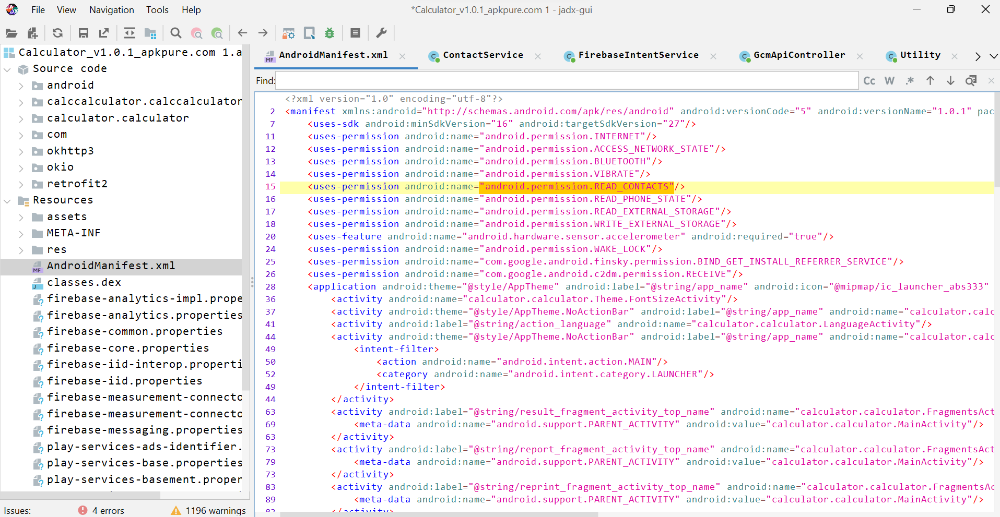 File View Navigation Tools Help
*Calculator_v1.0.1_apkpure.com 1 - jadx-gui
Calculator_v1.0.1_apkpure.com 1.a
Source code
android
calccalculator.calccalculator
calculator.calculator
com
okhttp3
okio
retrofit2
Resources
assets
META-INF
res
MF AndroidManifest.xml
J classes.dex
firebase-analytics-impl.prope
firebase-analytics.properties
firebase-common.properties
firebase-core.properties
firebase-iid-interop.properti
firebase-iid.properties
firebase-measurement-connecto
firebase-measurement-connecto
firebase-messaging.properties
play-services-ads-identifier.
play-services-base.properties
play-services-basement.proper
Issues: 4 errors 1196 warnings
MF AndroidManifest.xml C ContactService C FirebaseIntentService C GcmApiController C Utility
Find: Cc W .*
<?xml version="1.0" encoding="utf-8"?>
2 <manifest xmlns:android="http://schemas.android.com/apk/res/android" android:versionCode="5" android:versionName="1.0.1" pac
7 <uses-sdk android:minSdkVersion="16" android:targetSdkVersion="27"/>
11 <uses-permission android:name="android.permission.INTERNET"/>
12 <uses-permission android:name="android.permission.ACCESS_NETWORK_STATE"/>
13 <uses-permission android:name="android.permission.BLUETOOTH"/>
14 <uses-permission android:name="android.permission.VIBRATE"/>
15 <uses-permission android:name="android.permission.READ_CONTACTS"/>
16 <uses-permission android:name="android.permission.READ_PHONE_STATE"/>
17 <uses-permission android:name="android.permission.READ_EXTERNAL_STORAGE"/>
18 <uses-permission android:name="android.permission.WRITE_EXTERNAL_STORAGE"/>
20 <uses-feature android:name="android.hardware.sensor.accelerometer" android:required="true"/>
24 <uses-permission android:name="android.permission.WAKE_LOCK"/>
25 <uses-permission android:name="com.google.android.finsky.permission.BIND_GET_INSTALL_REFERRER_SERVICE"/>
26 <uses-permission android:name="com.google.android.c2dm.permission.RECEIVE"/>
28 <application android:theme="@style/AppTheme" android:label="@string/app_name" android:icon="@mipmap/ic_launcher_abs333"
36 <activity android:name="calculator.calculator.Theme.FontSizeActivity"/>
37 <activity android:theme="@style/AppTheme.NoActionBar" android:label="@string/app_name" android:name="calculator.calc
41 <activity android:label="@string/action_language" android:name="calculator.calculator.LanguageActivity"/>
44 <activity android:theme="@style/AppTheme.NoActionBar" android:label="@string/app_name" android:name="calculator.calc
49 <intent-filter>
50 <action android:name="android.intent.action.MAIN"/>
52 <category android:name="android.intent.category.LAUNCHER"/>
49 </intent-filter>
44 </activity>
63 <activity android:label="@string/result_fragment_activity_top_name" android:name="calculator.calculator.FragmentsAct
69 <meta-data android:name="android.support.PARENT_ACTIVITY" android:value="calculator.calculator.MainActivity"/>
63 </activity>
73 <activity android:label="@string/report_fragment_activity_top_name" android:name="calculator.calculator.FragmentsAct
79 <meta-data android:name="android.support.PARENT_ACTIVITY" android:value="calculator.calculator.MainActivity"/>
73 </activity>
83 <activity android:label="@string/reprint_fragment_activity_top_name" android:name="calculator.calculator.FragmentsAc
89 <meta-data android:name="android.support.PARENT_ACTIVITY" android:value="calculator.calculator.MainActivity"/>